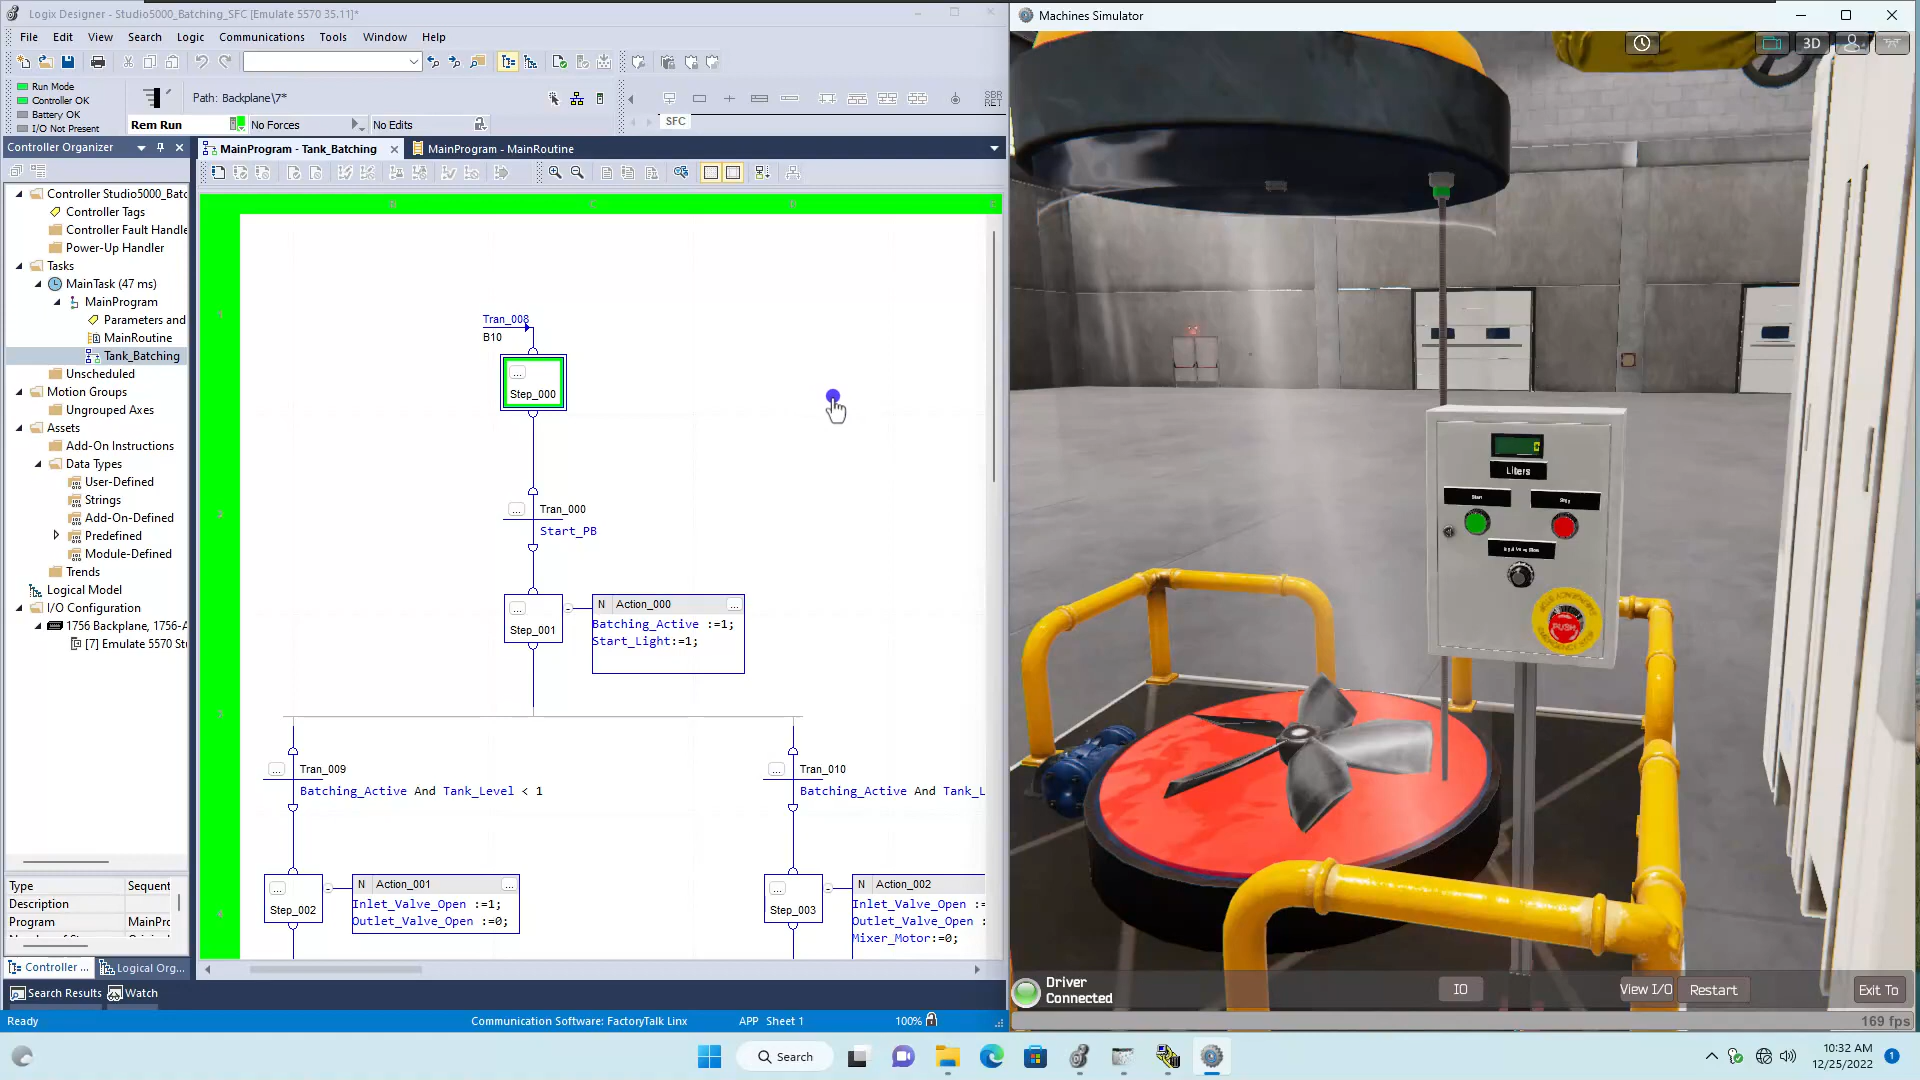 Logix Designer - Studio5000_Batching_SFC [Emulate 5570 35.11]*
File Edit View Search Logic Communications Tools Window Help
Run Mode
Controller OK
Battery OK
I/O Not Present
Path: Backplane\7*
Rem Run
No Forces
No Edits
SFC
SBR
RET
Controller Organizer
MainProgram - Tank_Batching
MainProgram - MainRoutine
Controller Studio5000_Batc
Controller Tags
Controller Fault Handle
Power-Up Handler
Tasks
MainTask (47 ms)
MainProgram
Parameters and
MainRoutine
Tank_Batching
Unscheduled
Motion Groups
Ungrouped Axes
Assets
Add-On Instructions
Data Types
User-Defined
Strings
Add-On-Defined
Predefined
Module-Defined
Trends
Logical Model
I/O Configuration
1756 Backplane, 1756-A
[7] Emulate 5570 St
Type Sequent
Description
Program MainPrc
Controller ...
Logical Org...
Search Results
Watch
Ready
Communication Software: FactoryTalk Linx
APP Sheet 1
100%
Tran_008
B10
Step_000
Tran_000
Start_PB
Step_001
N Action_000
Batching_Active :=1;
Start_Light:=1;
Tran_009
Batching_Active And Tank_Level < 1
Tran_010
Batching_Active And Tank_L
Step_002
N Action_001
Inlet_Valve_Open :=1;
Outlet_Valve_Open :=0;
Step_003
N Action_002
Inlet_Valve_Open :=
Outlet_Valve_Open :
Mixer_Motor:=0;
Machines Simulator
3D
Liters
Start
Stop
PUSH
Driver
Connected
IO
View I/O
Restart
Exit To
169 fps
Search
10:32 AM
12/25/2022
1